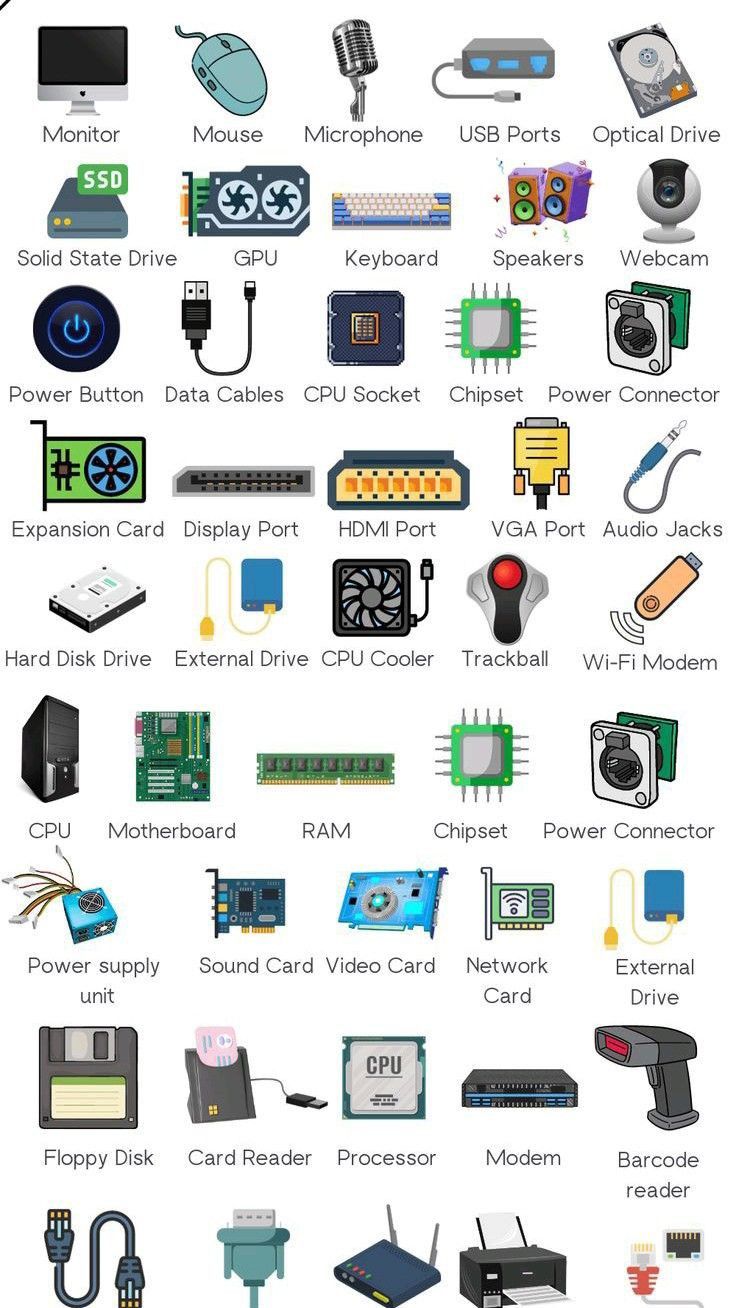 Monitor Mouse Microphone USB Ports Optical Drive
SSD
Solid State Drive GPU Keyboard Speakers Webcam
Power Button Data Cables CPU Socket Chipset Power Connector
Expansion Card Display Port HDMI Port VGA Port Audio Jacks
Hard Disk Drive External Drive CPU Cooler Trackball Wi-Fi Modem
CPU Motherboard RAM Chipset Power Connector
Power supply unit Sound Card Video Card Network Card External Drive
CPU
Floppy Disk Card Reader Processor Modem Barcode reader